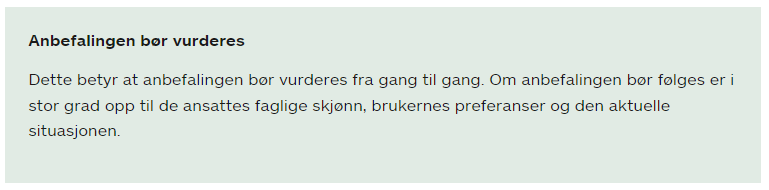 Anbefalingen bør vurderes
Dette betyr at anbefalingen bør vurderes fra gang til gang. Om anbefalingen bør følges er i
stor grad opp til de ansattes faglige skjønn, brukernes preferanser og den aktuelle
situasjonen.